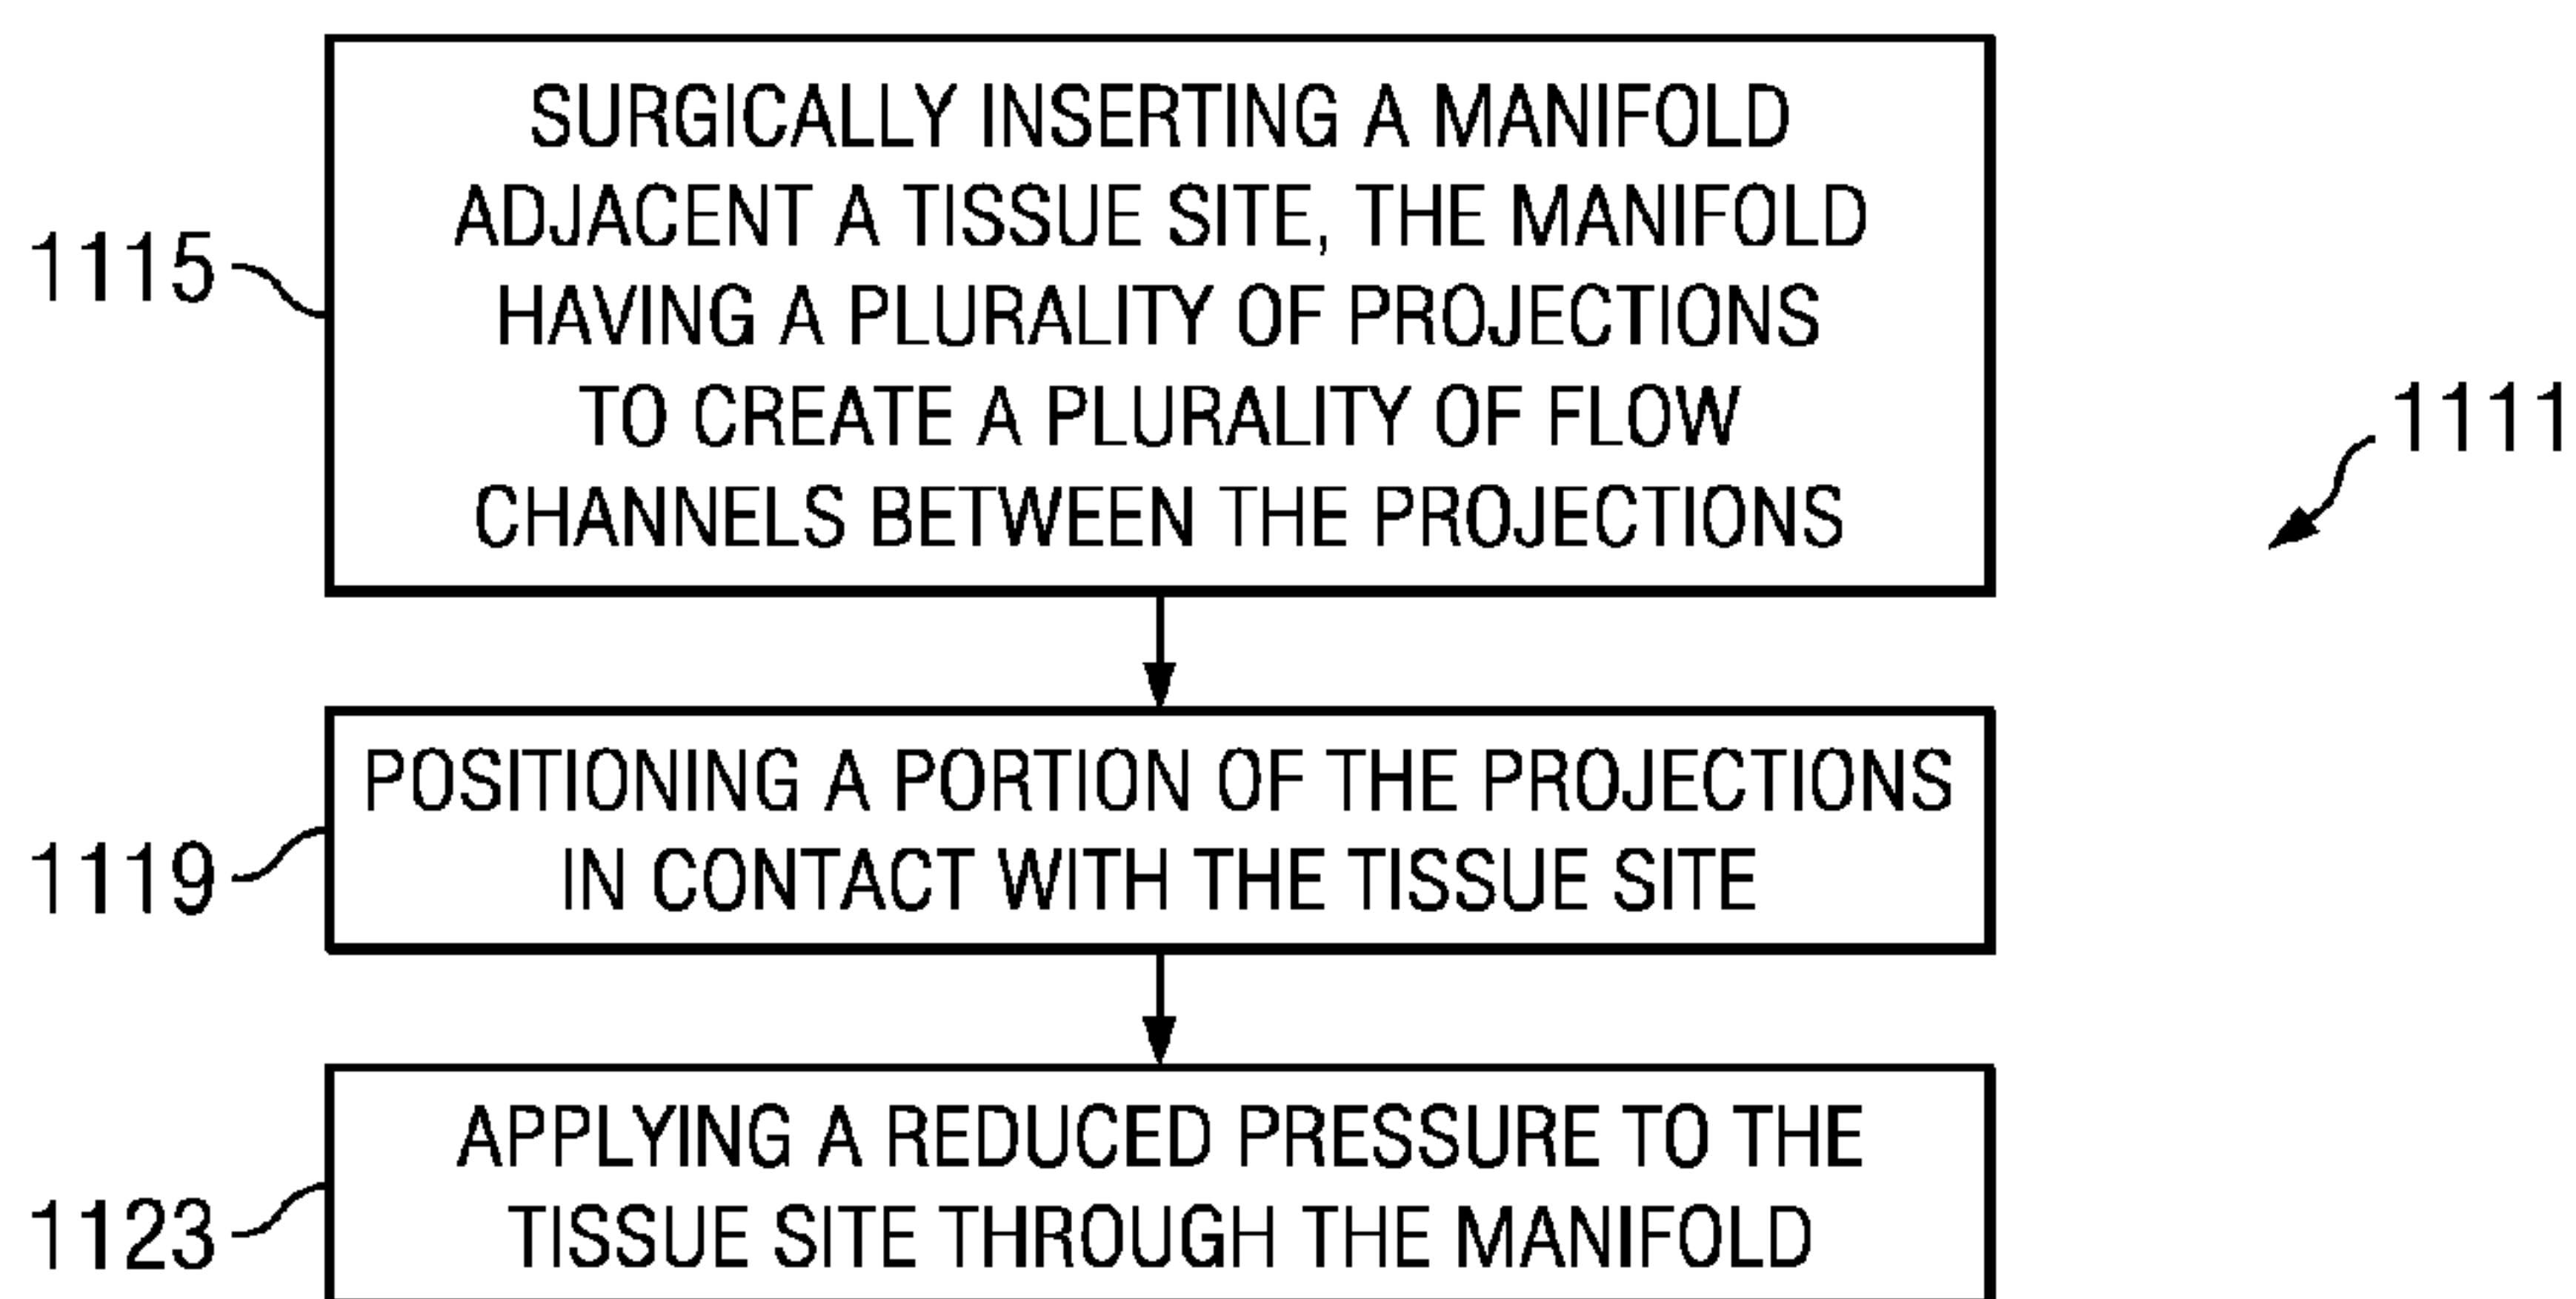 SURGICALLY INSERTING A MANIFOLD
ADJACENT A TISSUE SITE, THE MANIFOLD
HAVING A PLURALITY OF PROJECTIONS
TO CREATE A PLURALITY OF FLOW
CHANNELS BETWEEN THE PROJECTIONS
1115
1111
POSITIONING A PORTION OF THE PROJECTIONS
IN CONTACT WITH THE TISSUE SITE
1119
APPLYING A REDUCED PRESSURE TO THE
TISSUE SITE THROUGH THE MANIFOLD
1123